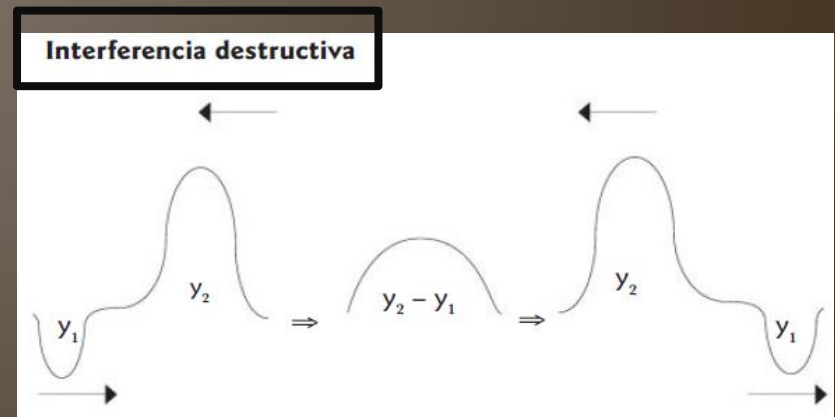 Interferencia destructiva
y₁ y₂ ⇒ y₂ − y₁ ⇒ y₂ y₁